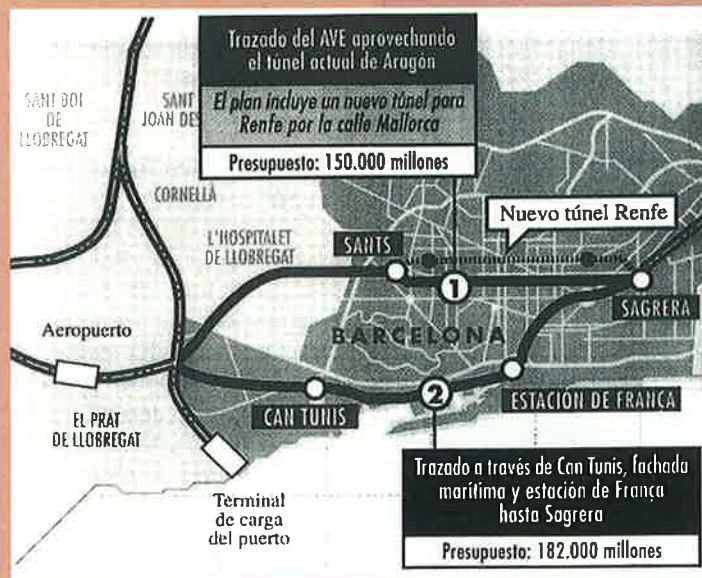 Trazado del AVE aprovechando
el túnel actual de Aragón
El plan incluye un nuevo túnel para
Renfe por la calle Mallorca
Presupuesto: 150.000 millones
SANT BOI
DE
LLOBREGAT
SANT
JOAN DES
CORNELLÀ
L'HOSPITALET
DE LLOBREGAT
SANTS
Nuevo túnel Renfe
1
SAGRERA
Aeropuerto
BARCELONA
EL PRAT
DE LLOBREGAT
CAN TUNIS
2
ESTACIÓN DE FRANÇA
Terminal
de carga
del puerto
Trazado a través de Can Tunis, fachada
marítima y estación de França
hasta Sagrera
Presupuesto: 182.000 millones